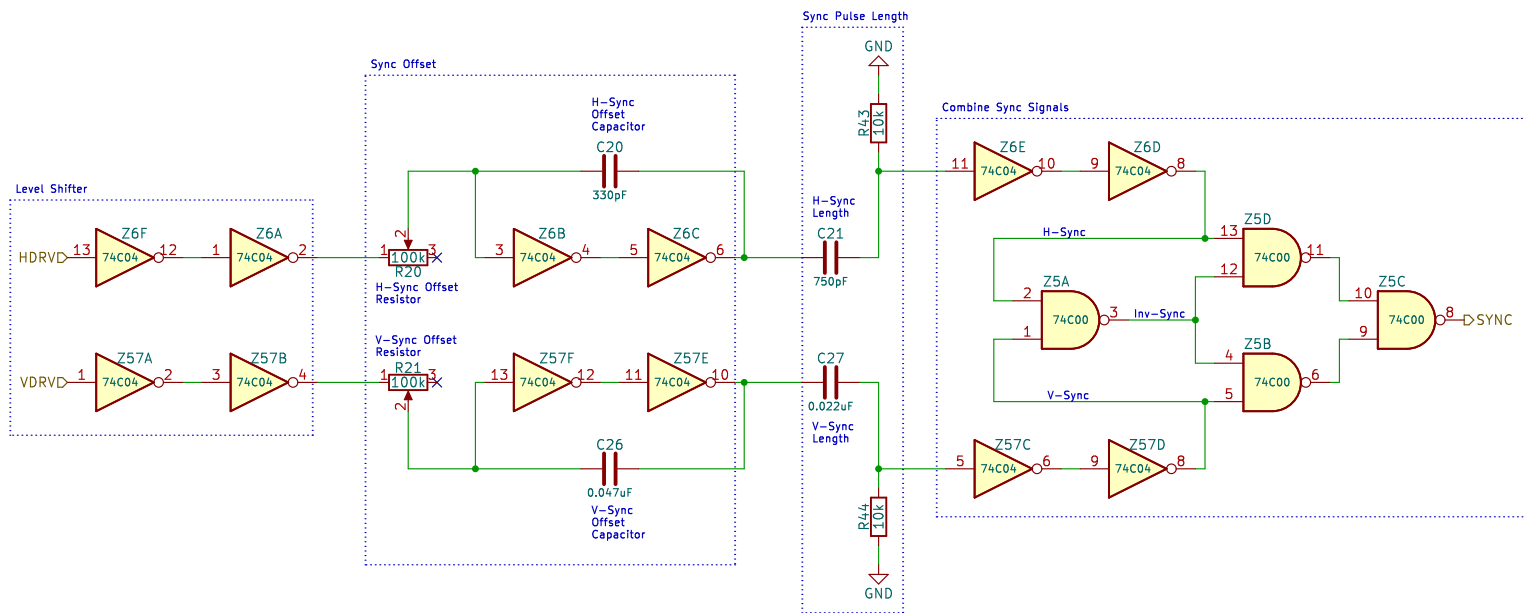 Sync Pulse Length
GND
R43
10k
Sync Offset
H-Sync
Offset
Capacitor
C20
330pF
Combine Sync Signals
11
Z6E
74C04
10
9
Z6D
74C04
8
Level Shifter
HDRV
13
Z6F
74C04
12
1
Z6A
74C04
2
1
2
3
100k
R20
H-Sync Offset
Resistor
3
Z6B
74C04
4
5
Z6C
74C04
6
H-Sync
Length
C21
750pF
H-Sync
13
12
Z5D
74C00
11
2
1
Z5A
74C00
3
Inv-Sync
10
9
Z5C
74C00
8
SYNC
V-Sync
4
5
Z5B
74C00
6
VDRV
1
Z57A
74C04
2
3
Z57B
74C04
4
V-Sync Offset
Resistor
R21
1
100k
3
2
13
Z57F
74C04
12
11
Z57E
74C04
10
C27
0.022uF
V-Sync
Length
C26
0.047uF
V-Sync
Offset
Capacitor
5
Z57C
74C04
6
9
Z57D
74C04
8
R44
10k
GND